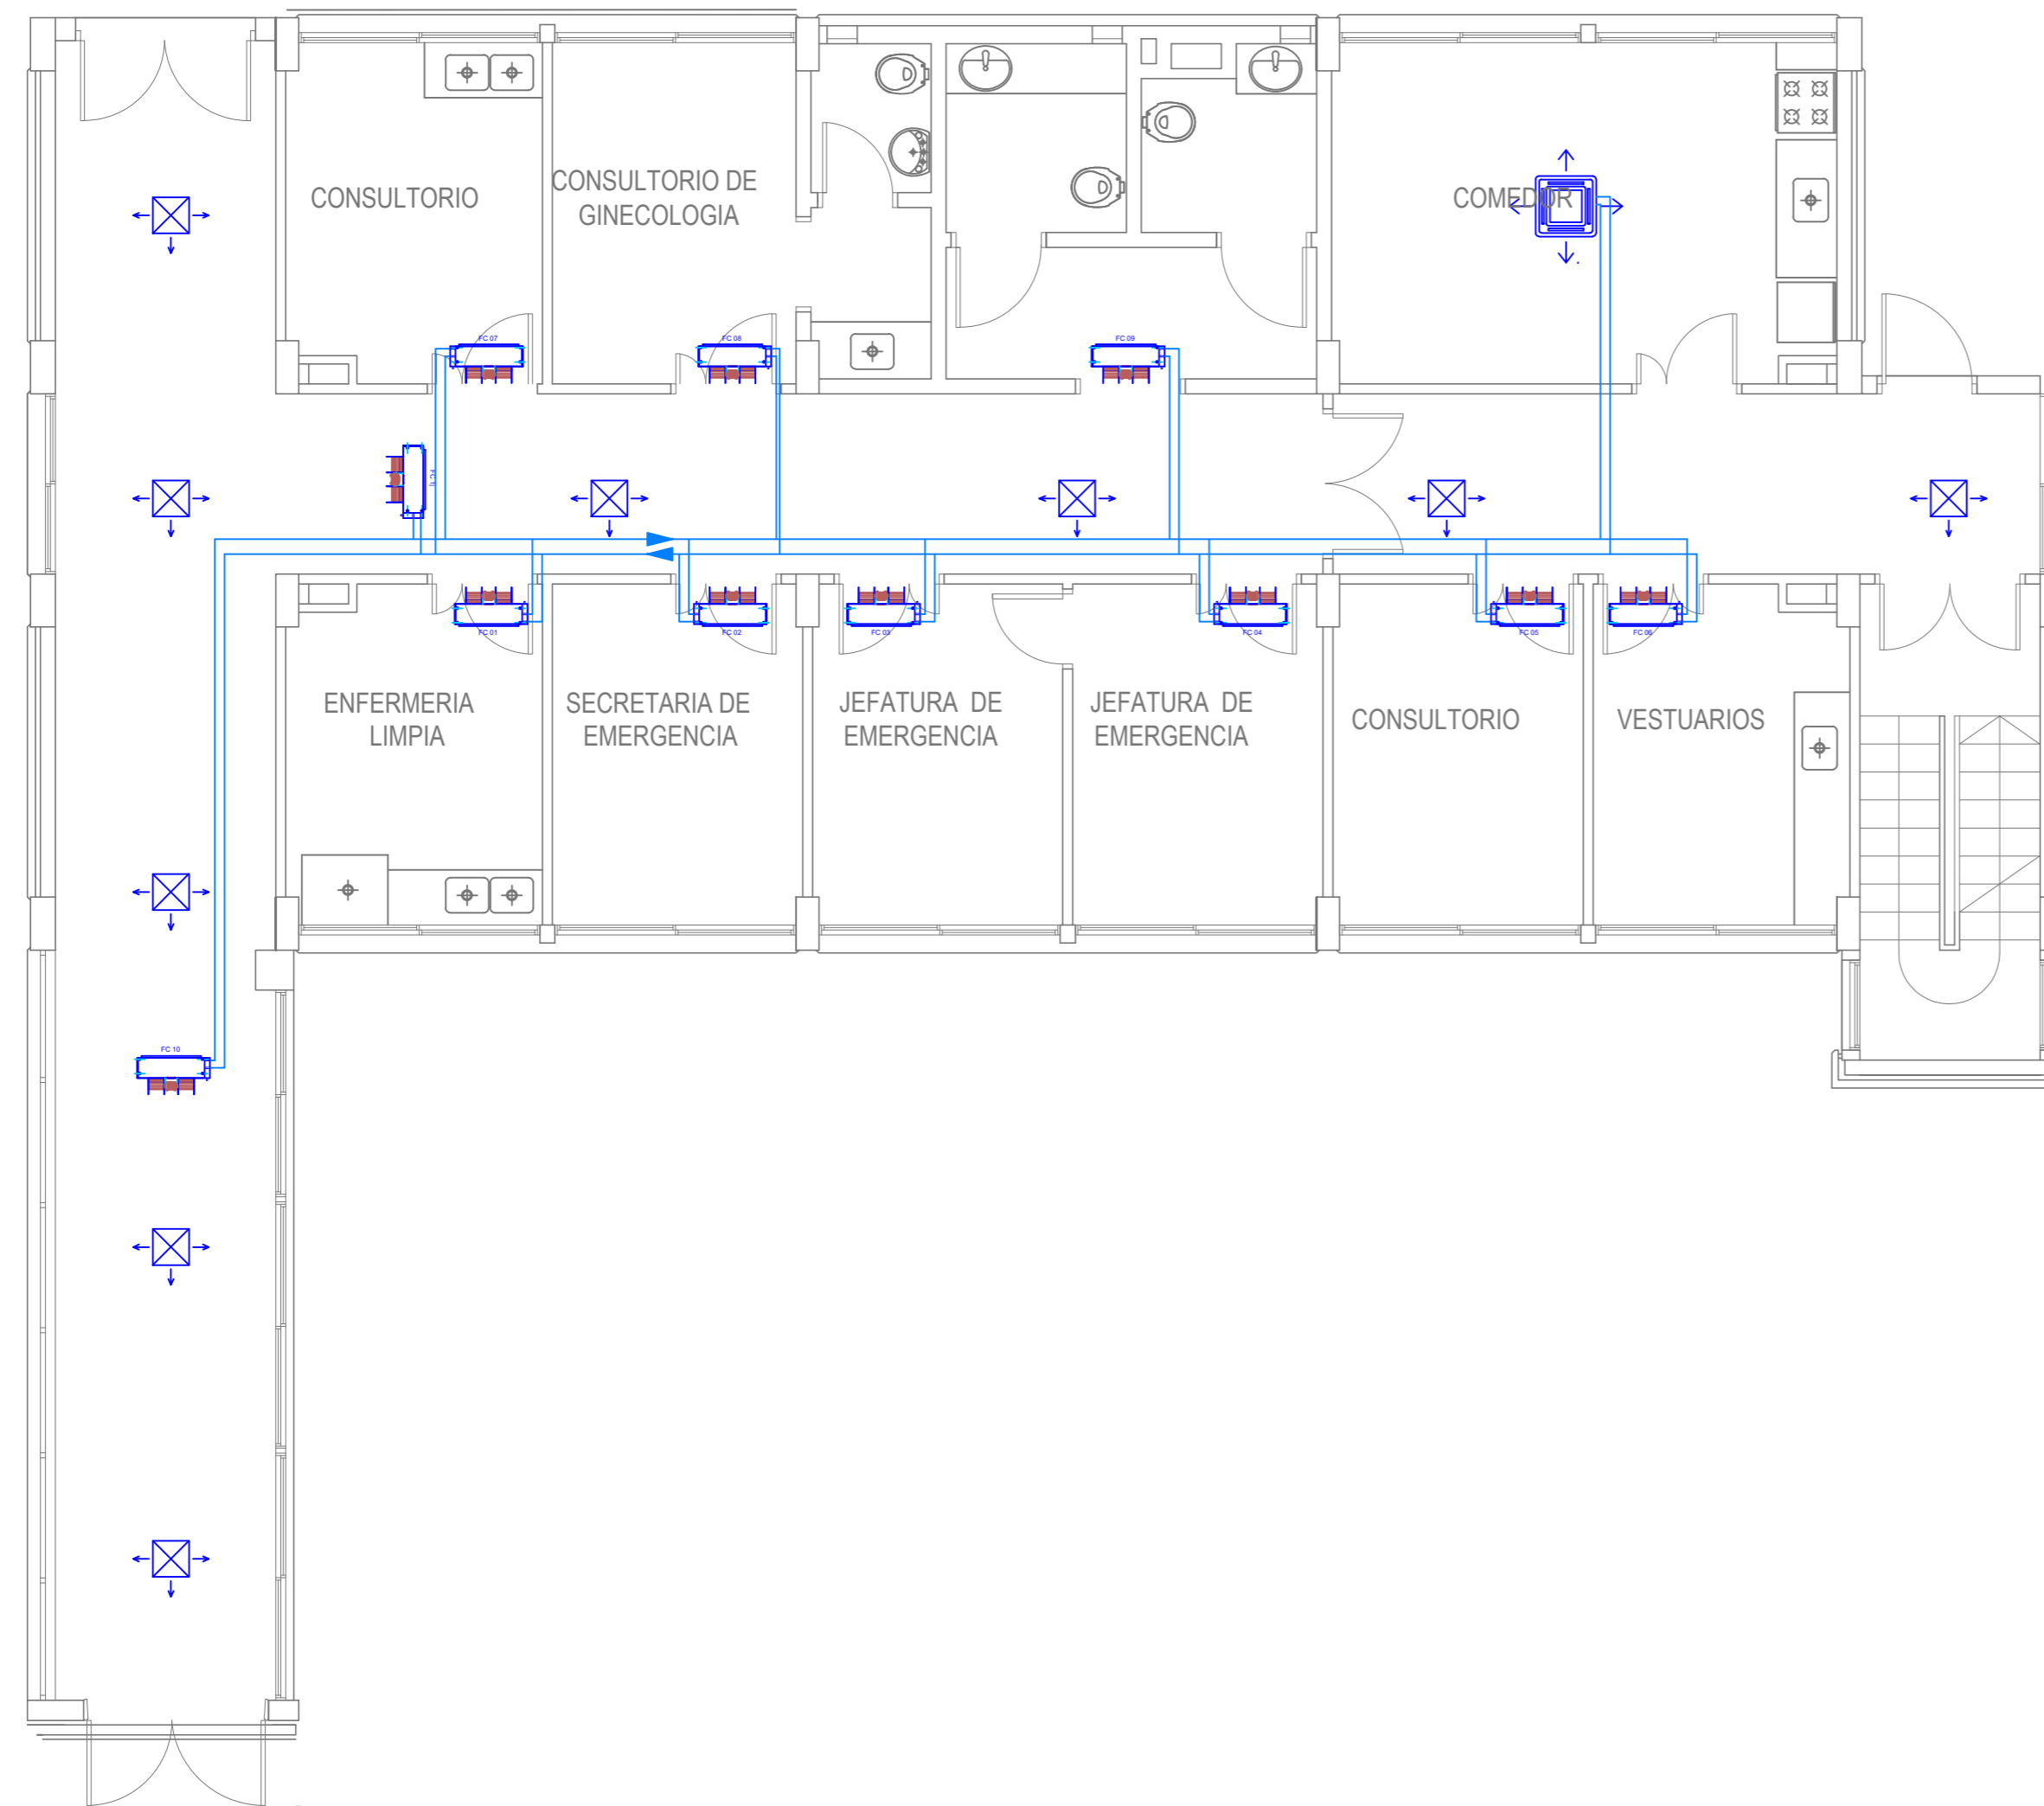 CONSULTORIO
CONSULTORIO DE
GINECOLOGIA
COMEDOR
FC 07
FC 08
FC 09
FC 01
FC 02
FC 03
FC 04
FC 05
FC 06
ENFERMERIA
LIMPIA
SECRETARIA DE
EMERGENCIA
JEFATURA DE
EMERGENCIA
JEFATURA DE
EMERGENCIA
CONSULTORIO
VESTUARIOS
FC 10